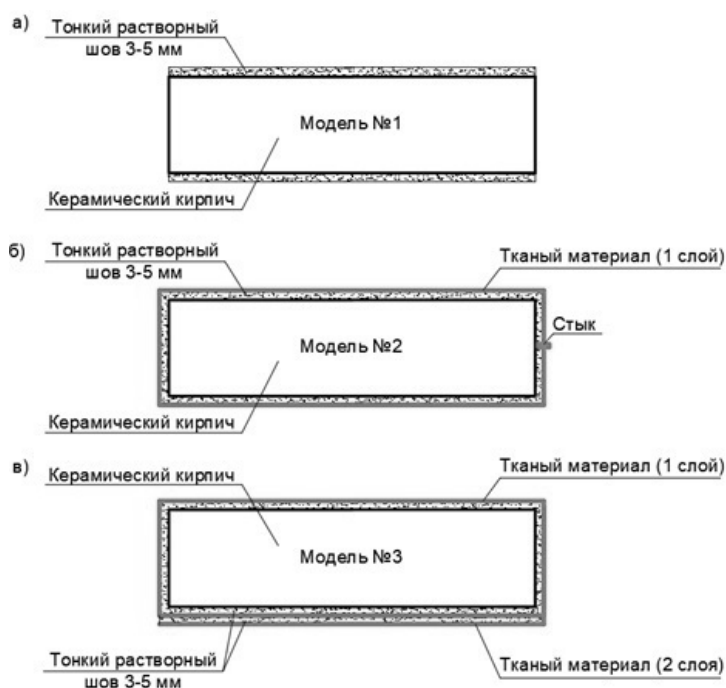 а)
Тонкий растворный
шов 3-5 мм
Модель №1
Керамический кирпич
б)
Тонкий растворный
шов 3-5 мм
Тканый материал (1 слой)
Стык
Модель №2
Керамический кирпич
в)
Керамический кирпич
Тканый материал (1 слой)
Модель №3
Тонкий растворный
шов 3-5 мм
Тканый материал (2 слоя)